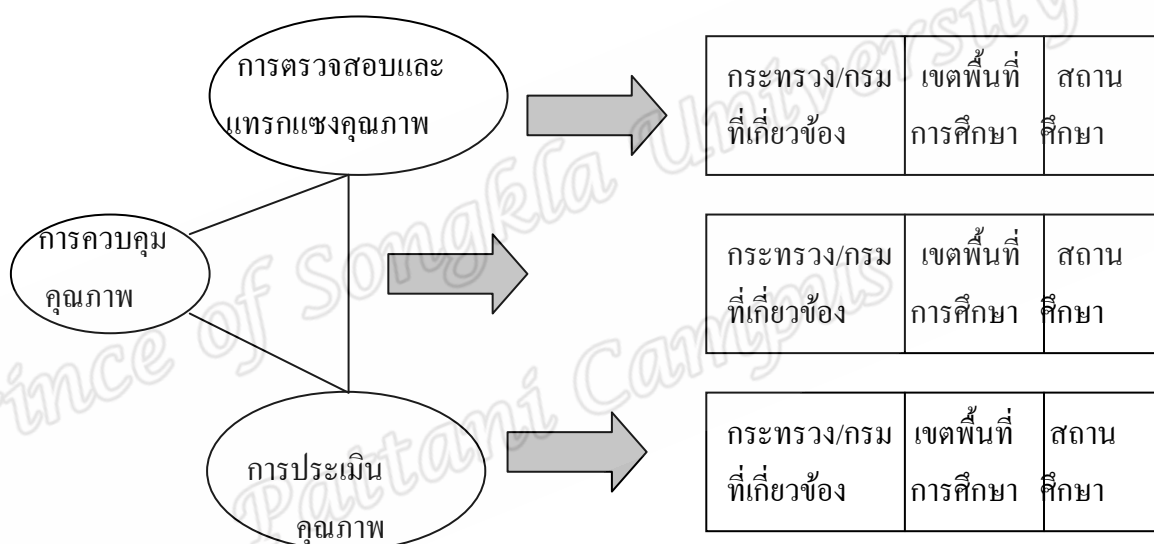 การตรวจสอบและ
แทรกแซงคุณภาพ
กระทรวง/กรม เขตพื้นที่ สถาน
ที่เกี่ยวข้อง การศึกษา ศึกษา
การควบคุม
คุณภาพ
กระทรวง/กรม เขตพื้นที่ สถาน
ที่เกี่ยวข้อง การศึกษา ศึกษา
การประเมิน
คุณภาพ
กระทรวง/กรม เขตพื้นที่ สถาน
ที่เกี่ยวข้อง การศึกษา ศึกษา
Prince of Songkla University
Pattani Campus